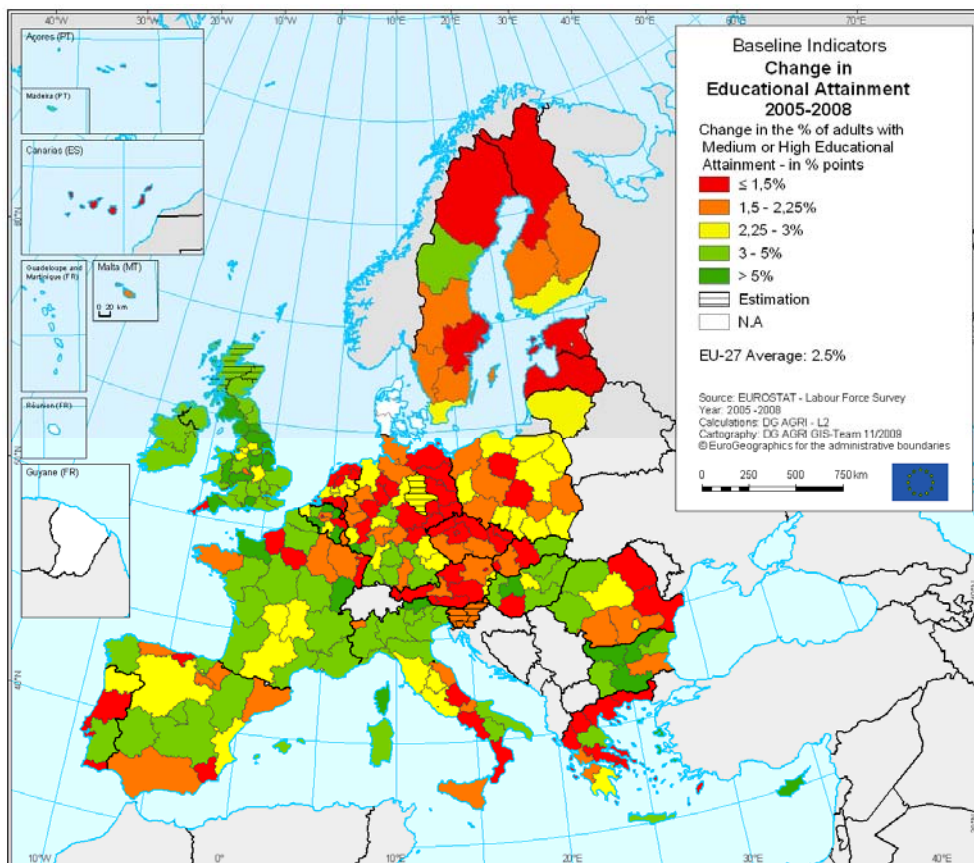 40°W
30°W
20°W
10°W
0°
10°E
20°E
30°E
40°E
50°E
60°E
70°E
Açores (PT)
Madeira (PT)
Canarias (ES)
Guadeloupe and
Martinique (FR)
Malta (MT)
0 20 km
Réunion (FR)
Guyane (FR)
Baseline Indicators
Change in
Educational Attainment
2005-2008
Change in the % of adults with
Medium or High Educational
Attainment - in % points
≤ 1,5%
1,5 - 2,25%
2,25 - 3%
3 - 5%
> 5%
Estimation
N.A
EU-27 Average: 2.5%
Source: EUROSTAT - Labour Force Survey
Year: 2005 -2008
Calculations: DG AGRI - L2
Cartography: DG AGRI GIS-Team 11/2009
© EuroGeographics for the administrative boundaries
0 250 500 750 km
60°N
50°N
40°N
10°W
0°
10°E
20°E
30°E